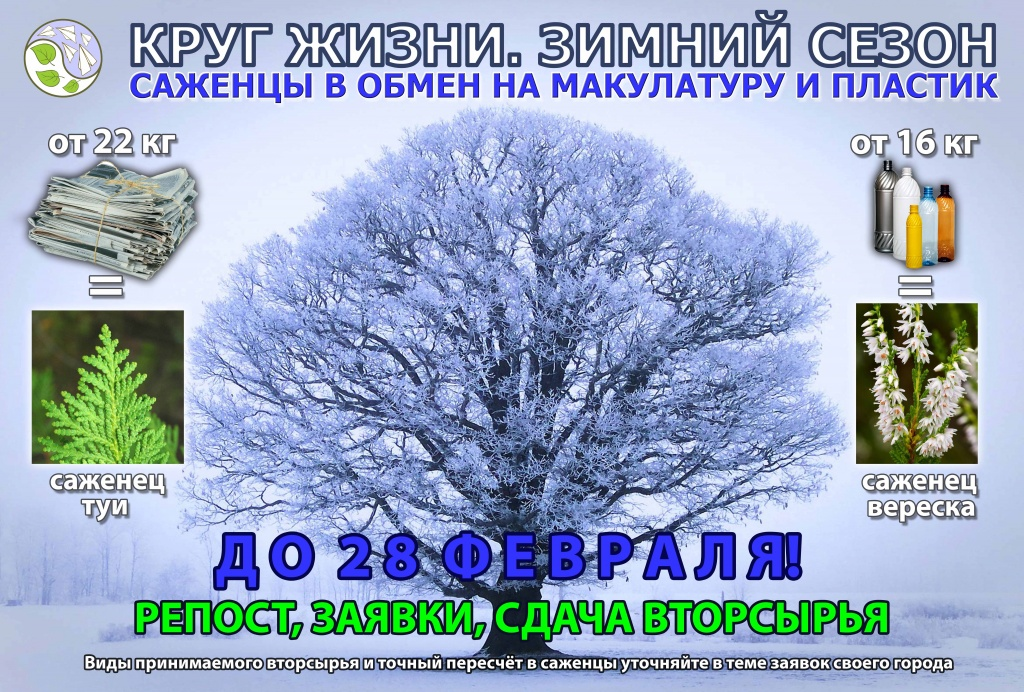 КРУГ ЖИЗНИ. ЗИМНИЙ СЕЗОН
САЖЕНЦЫ В ОБМЕН НА МАКУЛАТУРУ И ПЛАСТИК
от 22 кг
=
саженец
туи
от 16 кг
=
саженец
вереска
ДО 28 ФЕВРАЛЯ!
РЕПОСТ, ЗАЯВКИ, СДАЧА ВТОРСЫРЬЯ
Виды принимаемого вторсырья и точный пересчёт в саженцы уточняйте в теме заявок своего города